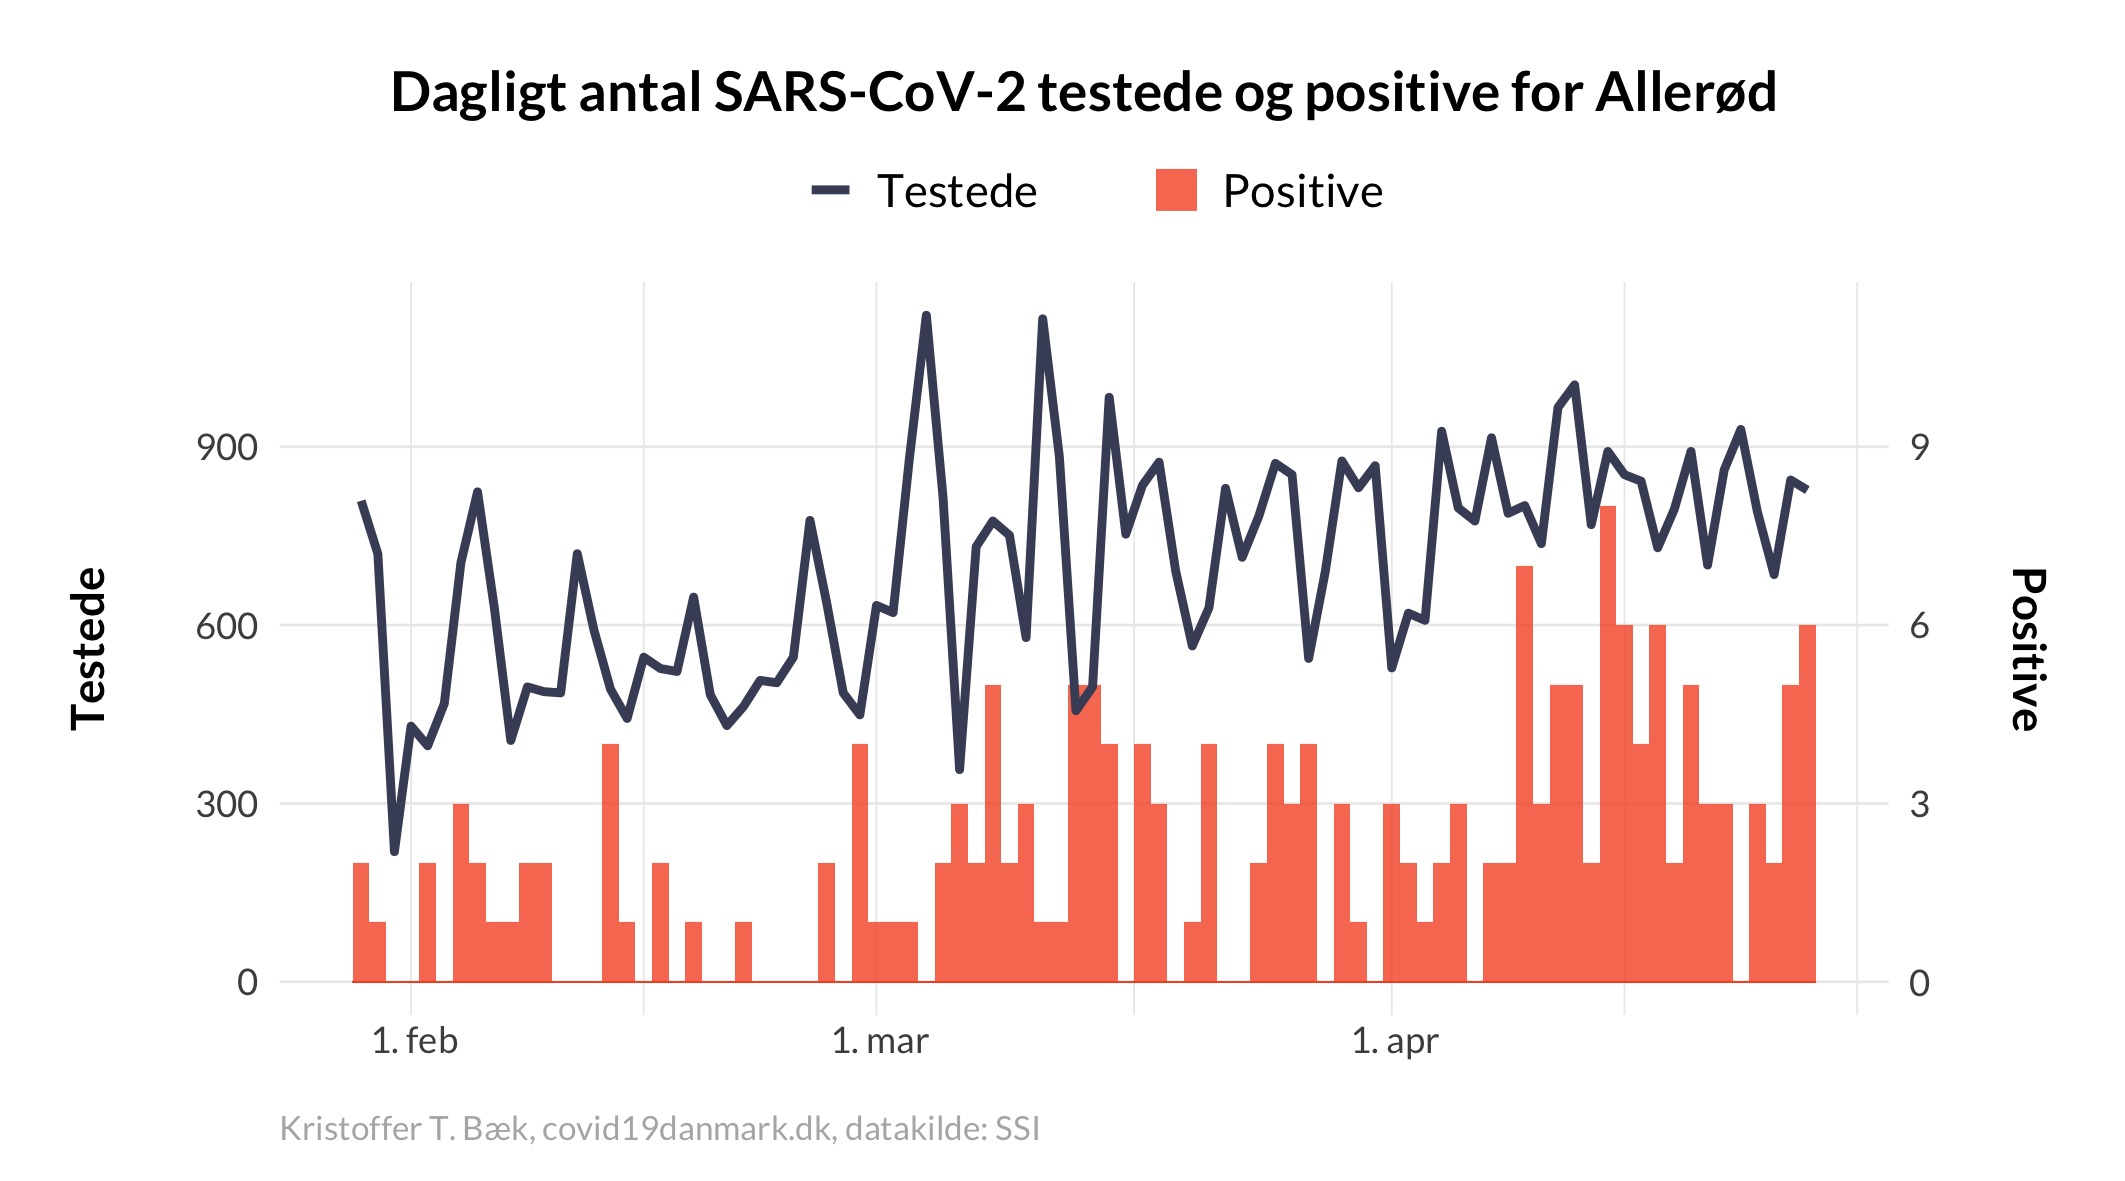 Dagligt antal SARS-CoV-2 testede og positive for Allerød
Testede Positive
900 9
600 6
300 3
0 0
Testede
Positive
1. feb 1. mar 1. apr
Kristoffer T. Bæk, covid19danmark.dk, datakilde: SSI